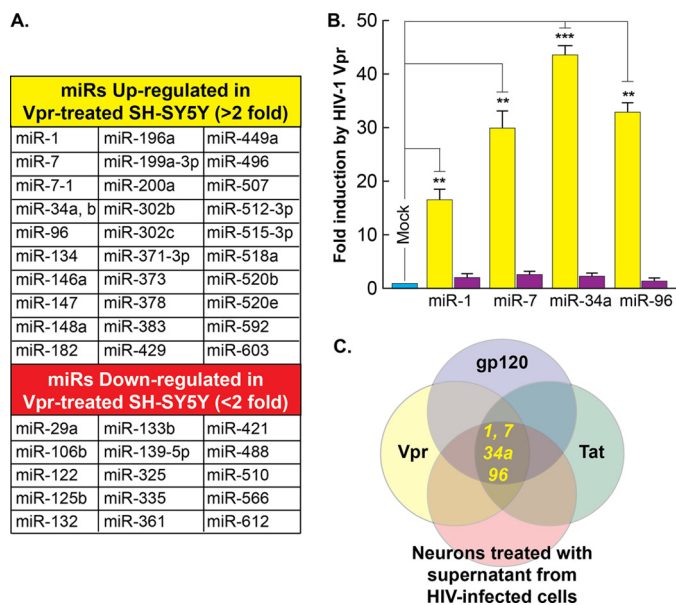 A.
miRs Up-regulated in
Vpr-treated SH-SY5Y (>2 fold)
miR-1 miR-196a miR-449a
miR-7 miR-199a-3p miR-496
miR-7-1 miR-200a miR-507
miR-34a, b miR-302b miR-512-3p
miR-96 miR-302c miR-515-3p
miR-134 miR-371-3p miR-518a
miR-146a miR-373 miR-520b
miR-147 miR-378 miR-520e
miR-148a miR-383 miR-592
miR-182 miR-429 miR-603
miRs Down-regulated in
Vpr-treated SH-SY5Y (<2 fold)
miR-29a miR-133b miR-421
miR-106b miR-139-5p miR-488
miR-122 miR-325 miR-510
miR-125b miR-335 miR-566
miR-132 miR-361 miR-612
B.
Fold induction by HIV-1 Vpr
50
40
30
20
10
0
Mock
**
**
***
**
miR-1 miR-7 miR-34a miR-96
C.
gp120
Vpr
1, 7
34a
96
Tat
Neurons treated with
supernatant from
HIV-infected cells